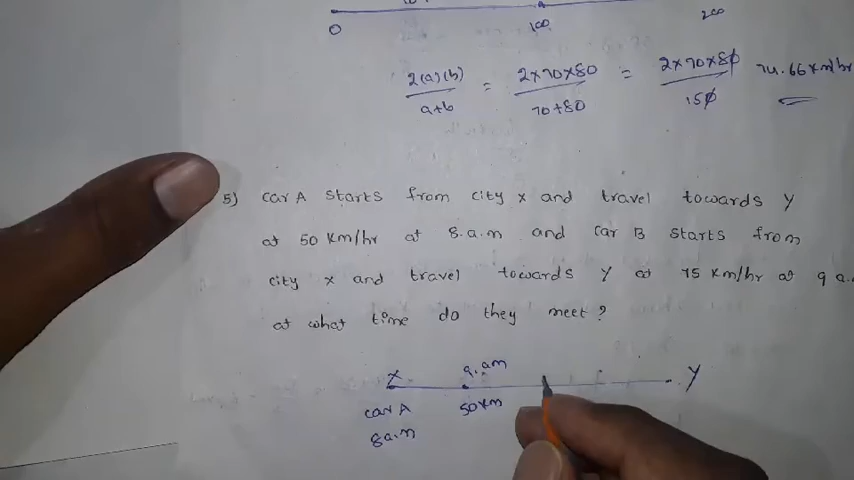 0 100 200
2(a)(b) / a+b = 2×70×80 / 70+80 = 2×70×80 / 150 74.66 km/hr
5) car A starts from city x and travel towards y
at 50 km/hr at 8.a.m and car B starts from
city x and travel towards y at 75 km/hr at 9 a.
at what time do they meet?
x 9.am y
car A 50km
8a.m